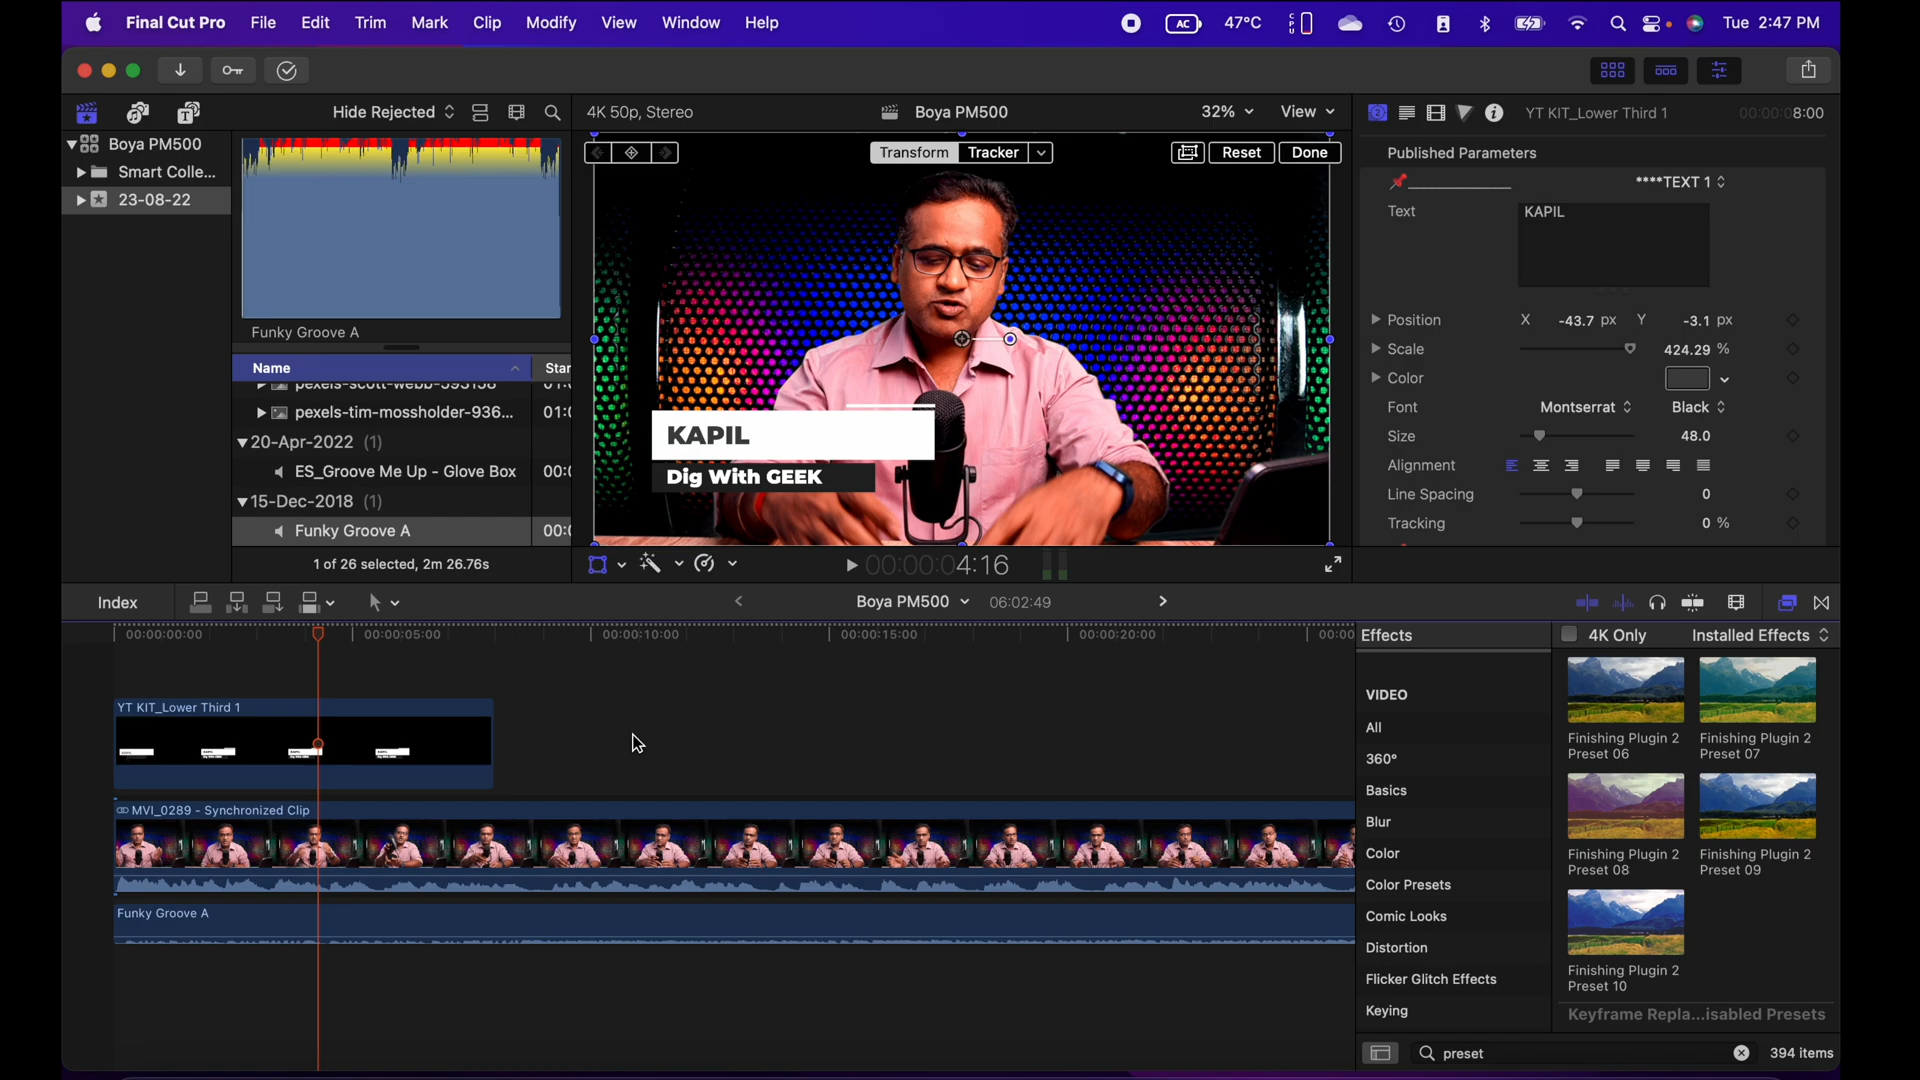 Final Cut Pro File Edit Trim Mark Clip Modify View Window Help
AC 47°C CPU Tue 2:47 PM
Hide Rejected
4K 50p, Stereo
Boya PM500
32% View
YT KIT_Lower Third 1 00:00:08:00
Boya PM500
Smart Colle...
23-08-22
Funky Groove A
Name Star
pexels-scott-webb-593158
pexels-tim-mossholder-936... 01:0
20-Apr-2022 (1)
ES_Groove Me Up - Glove Box 00:0
15-Dec-2018 (1)
Funky Groove A 00:0
1 of 26 selected, 2m 26.76s
Transform Tracker
Reset Done
KAPIL
Dig With GEEK
00:00:04:16
Published Parameters
____________ ****TEXT 1
Text KAPIL
Position X -43.7 px Y -3.1 px
Scale 424.29 %
Color
Font Montserrat Black
Size 48.0
Alignment
Line Spacing 0
Tracking 0 %
Index
Boya PM500 06:02:49
00:00:00:00 00:00:05:00 00:00:10:00 00:00:15:00 00:00:20:00 00:00
YT KIT_Lower Third 1
KAPIL
MVI_0289 - Synchronized Clip
Funky Groove A
Effects
4K Only Installed Effects
VIDEO
All
360°
Basics
Blur
Color
Color Presets
Comic Looks
Distortion
Flicker Glitch Effects
Keying
Finishing Plugin 2
Preset 06
Finishing Plugin 2
Preset 07
Finishing Plugin 2
Preset 08
Finishing Plugin 2
Preset 09
Finishing Plugin 2
Preset 10
Keyframe Repla...isabled Presets
preset
394 items